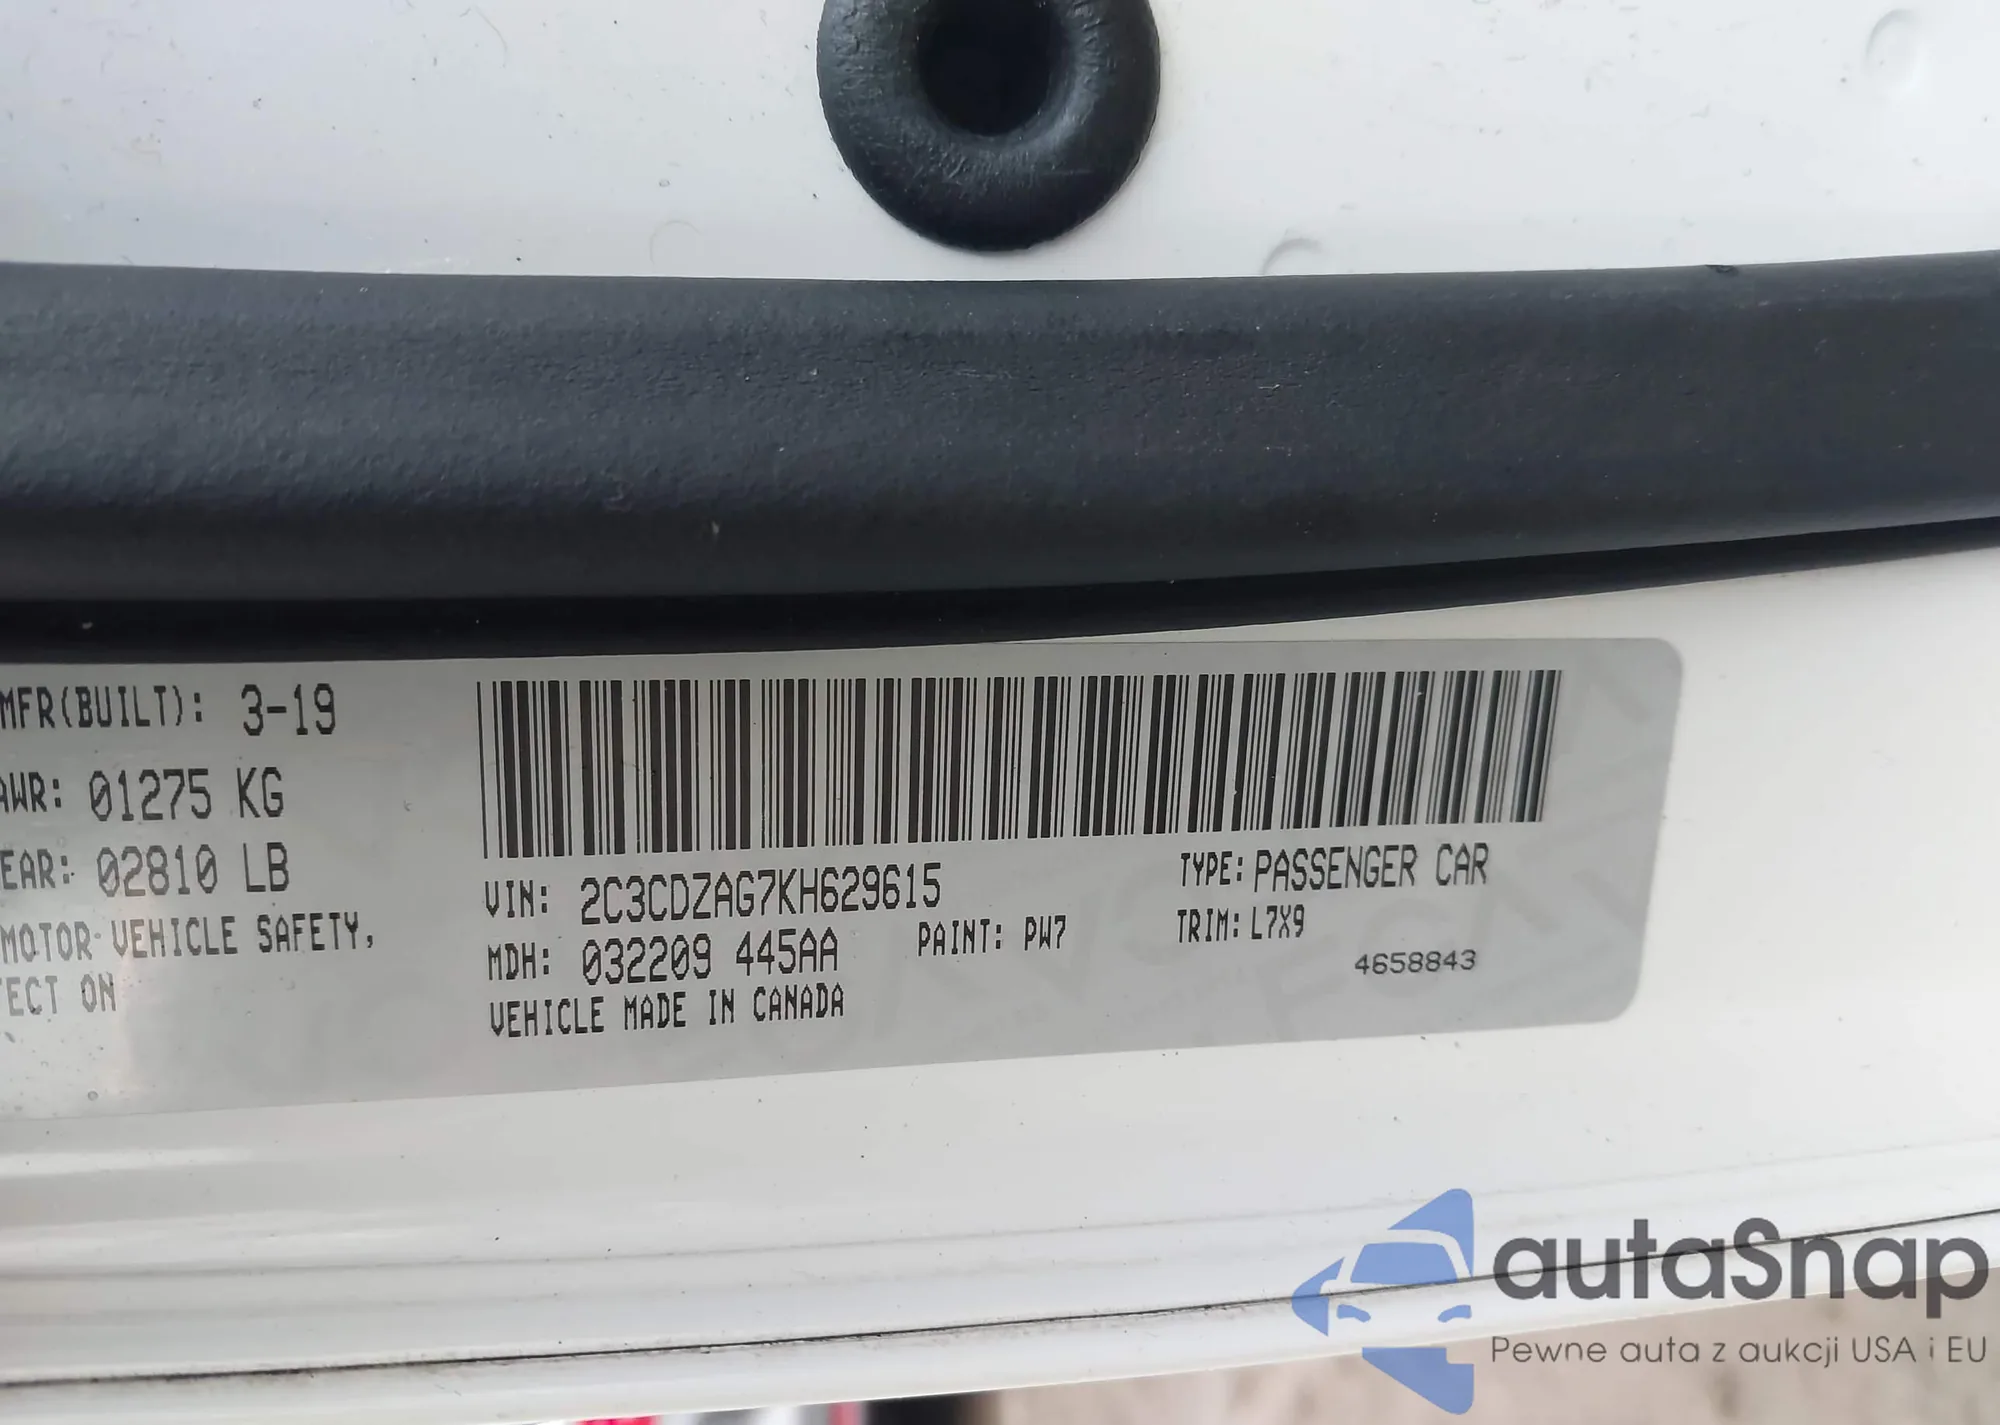 MFR(BUILT): 3-19
AWR: 01275 KG
EAR: 02810 LB
MOTOR VEHICLE SAFETY,
FECT ON
VIN: 2C3CDZAG7KH629615
MDH: 032209 445AA
PAINT: PW7
VEHICLE MADE IN CANADA
TYPE: PASSENGER CAR
TRIM: L7X9
4658843
autaSnap
Pewne auta z aukcji USA i EU